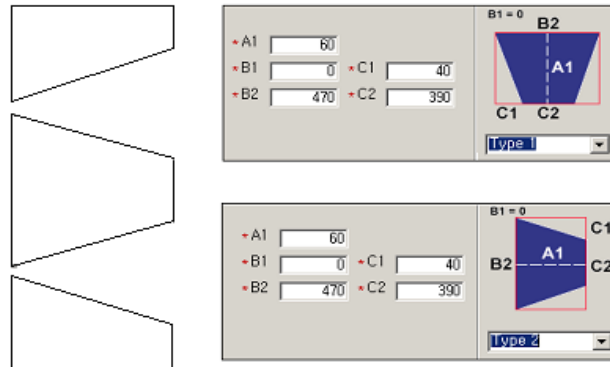 B1 = 0
B2
*A1 60
*B1 0 *C1 40
*B2 470 *C2 390
A1
C1 C2
Type 1
B1 = 0
C1
*A1 60
*B1 0 *C1 40
*B2 470 *C2 390
B2 A1 C2
Type 2